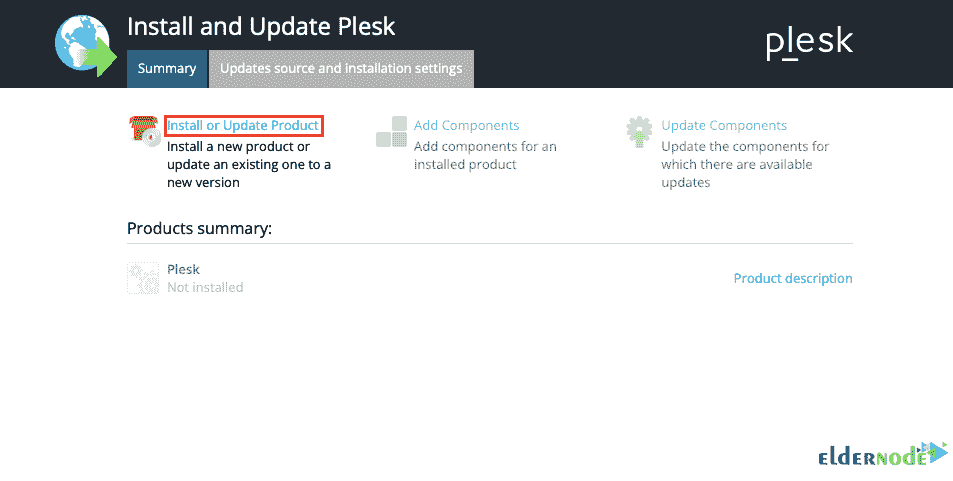 Install and Update Plesk
plesk
Summary
Updates source and installation settings
Install or Update Product
Install a new product or
update an existing one to a
new version
Add Components
Add components for an
installed product
Update Components
Update the components for
which there are available
updates
Products summary:
Plesk
Not installed
Product description
ELDERNODE